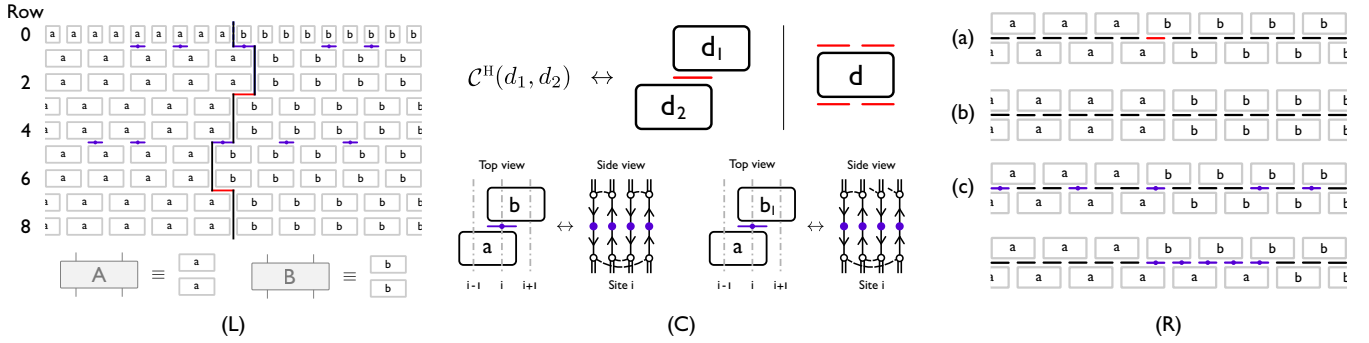 Row
0 a a a a a a a a a b b b b b b b b b
a a a a a b b b b
2 a a a a a b b b b
a a a a a b b b b b
4 a a a a a b b b b b
a a a a b b b b b
6 a a a a b b b b b
a a a a a b b b b b
8 a a a a a b b b b b
A ≡ a
a
B ≡ b
b
(L)
C^H(d₁, d₂) ↔
d₁
d₂
d
Top view
Side view
b
a
↔
i-1 i i+1
Site i
Top view
Side view
b₁
a
↔
i-1 i i+1
Site i
(C)
(a) a a a b b b b
a a a a b b b b
(b) a a a b b b b
a a a a b b b b
(c) a a a b b b b
a a a a b b b b
a a a b b b b
a a a a a a b b
(R)